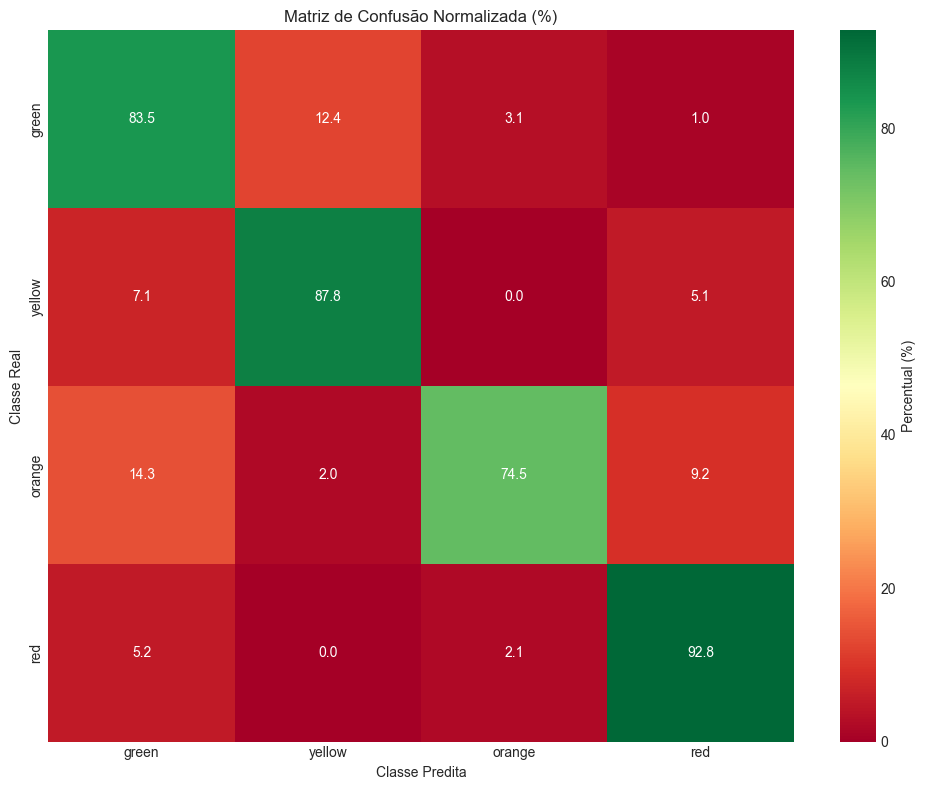 Matriz de Confusão Normalizada (%)
Classe Real
green
83.5 12.4 3.1 1.0
yellow
7.1 87.8 0.0 5.1
orange
14.3 2.0 74.5 9.2
red
5.2 0.0 2.1 92.8
green yellow orange red
Classe Predita
80
60
40
20
0
Percentual (%)